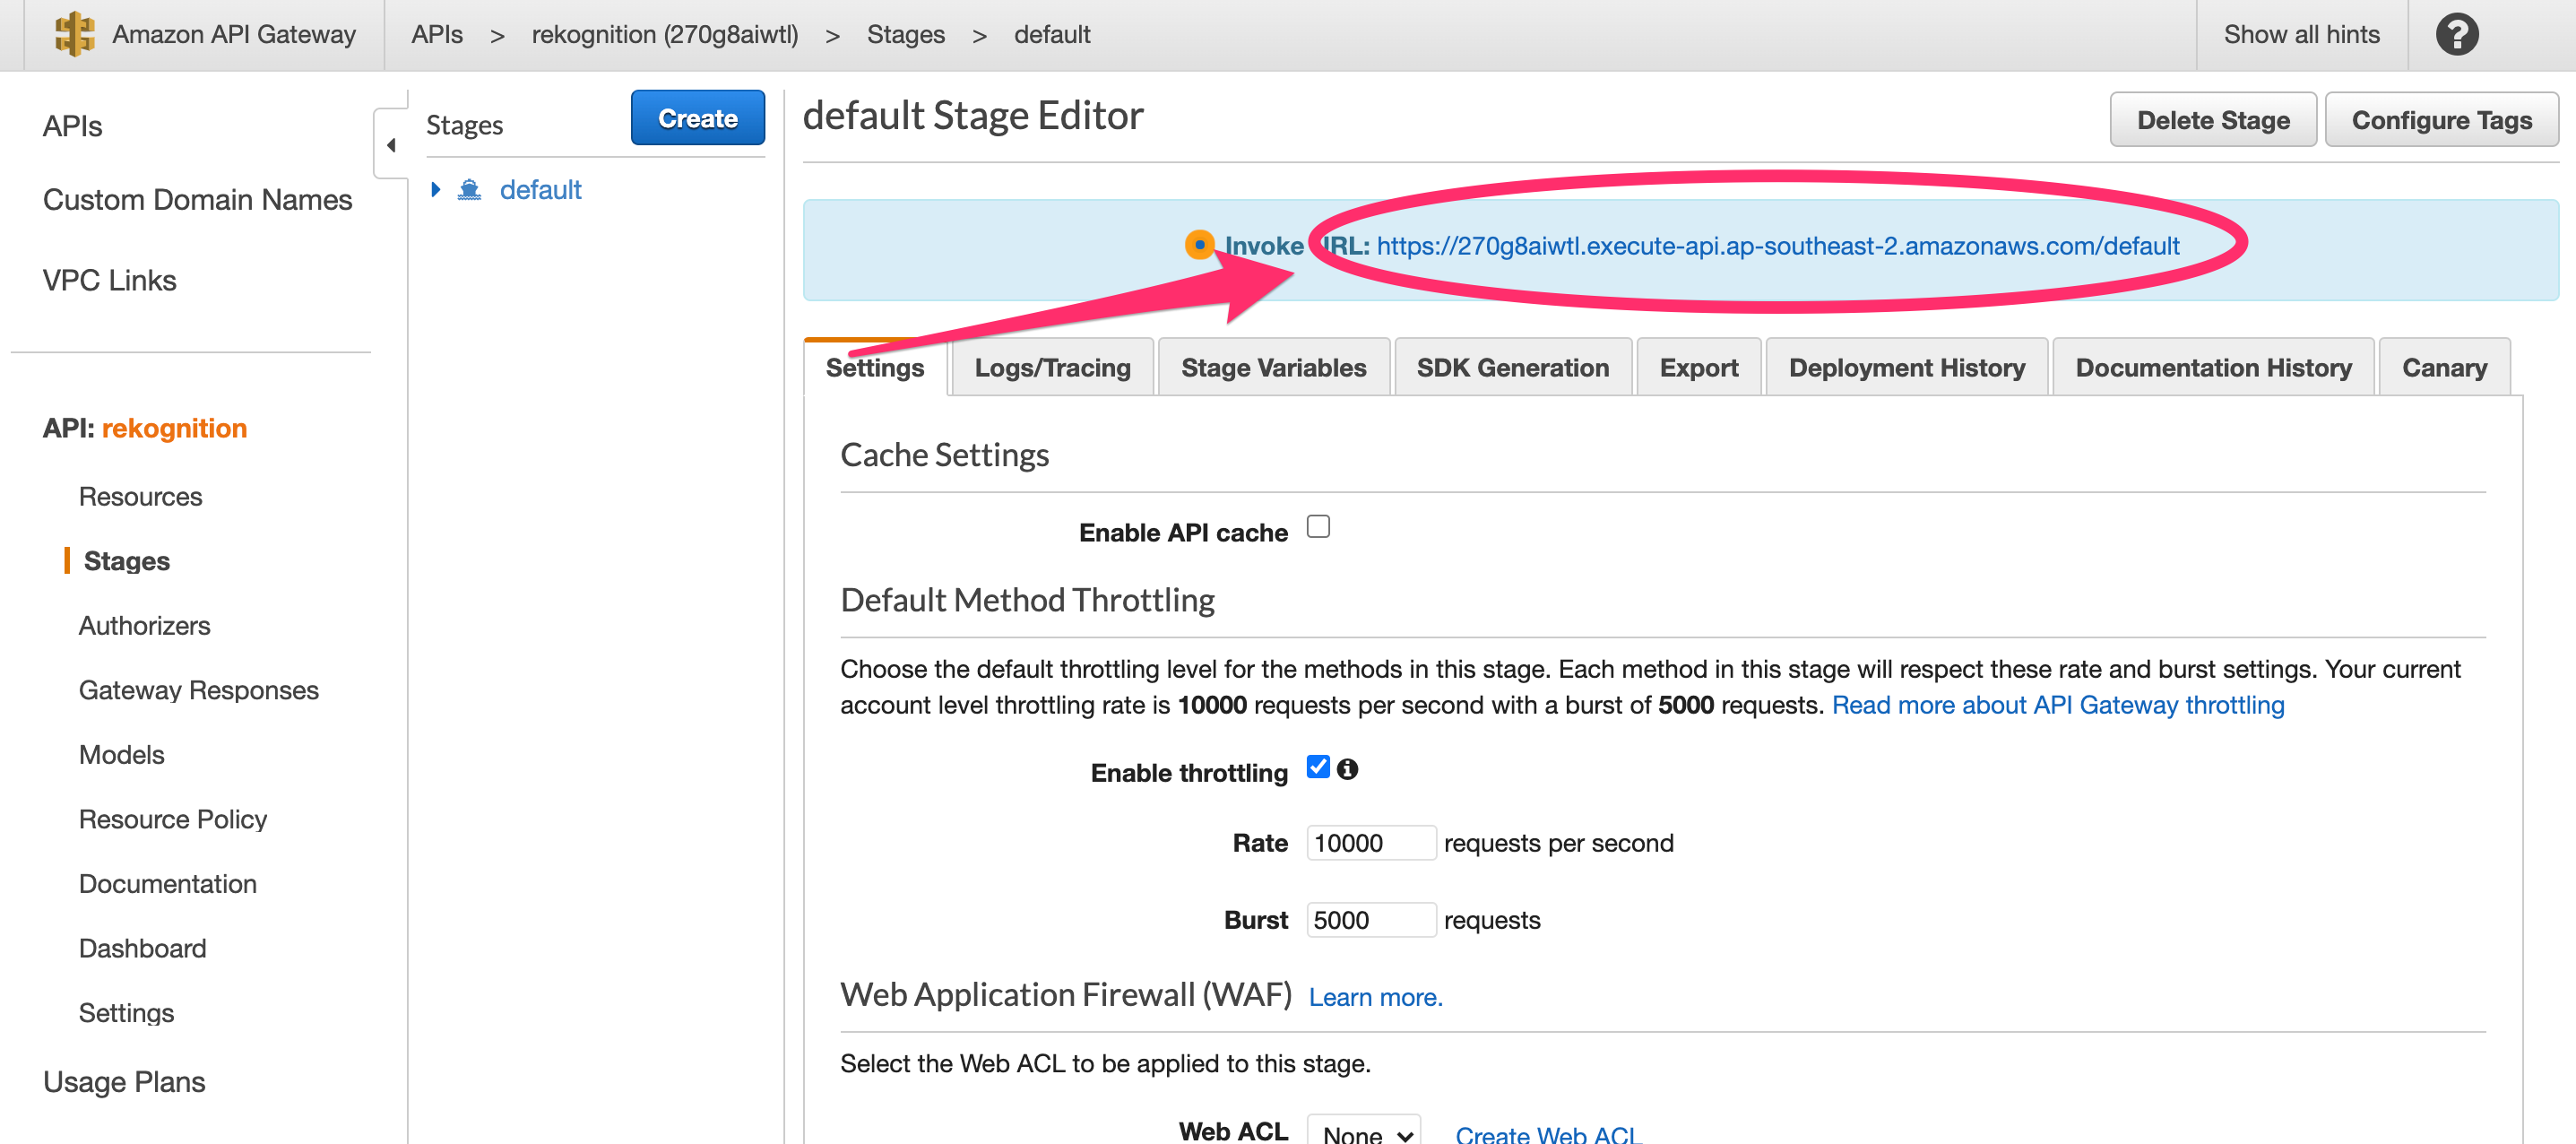 Amazon API Gateway
APIs > rekognition (270g8aiwtl) > Stages > default
Show all hints
?
APIs
Custom Domain Names
VPC Links
API: rekognition
Resources
Stages
Authorizers
Gateway Responses
Models
Resource Policy
Documentation
Dashboard
Settings
Usage Plans
Stages
Create
default
default Stage Editor
Delete Stage
Configure Tags
Invoke URL: https://270g8aiwtl.execute-api.ap-southeast-2.amazonaws.com/default
Settings
Logs/Tracing
Stage Variables
SDK Generation
Export
Deployment History
Documentation History
Canary
Cache Settings
Enable API cache
Default Method Throttling
Choose the default throttling level for the methods in this stage. Each method in this stage will respect these rate and burst settings. Your current
account level throttling rate is 10000 requests per second with a burst of 5000 requests. Read more about API Gateway throttling
Enable throttling
Rate 10000 requests per second
Burst 5000 requests
Web Application Firewall (WAF) Learn more.
Select the Web ACL to be applied to this stage.
Web ACL None Create Web ACL